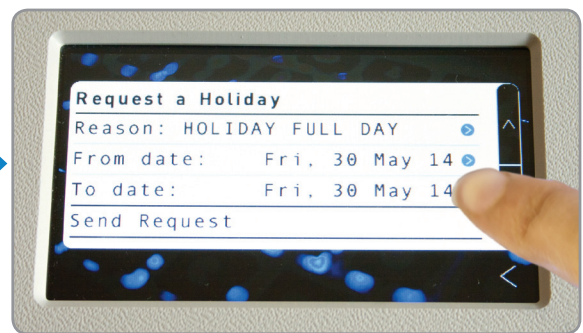 Request a Holiday
Reason: HOLIDAY FULL DAY
From date: Fri, 30 May 14
To date: Fri, 30 May 14
Send Request